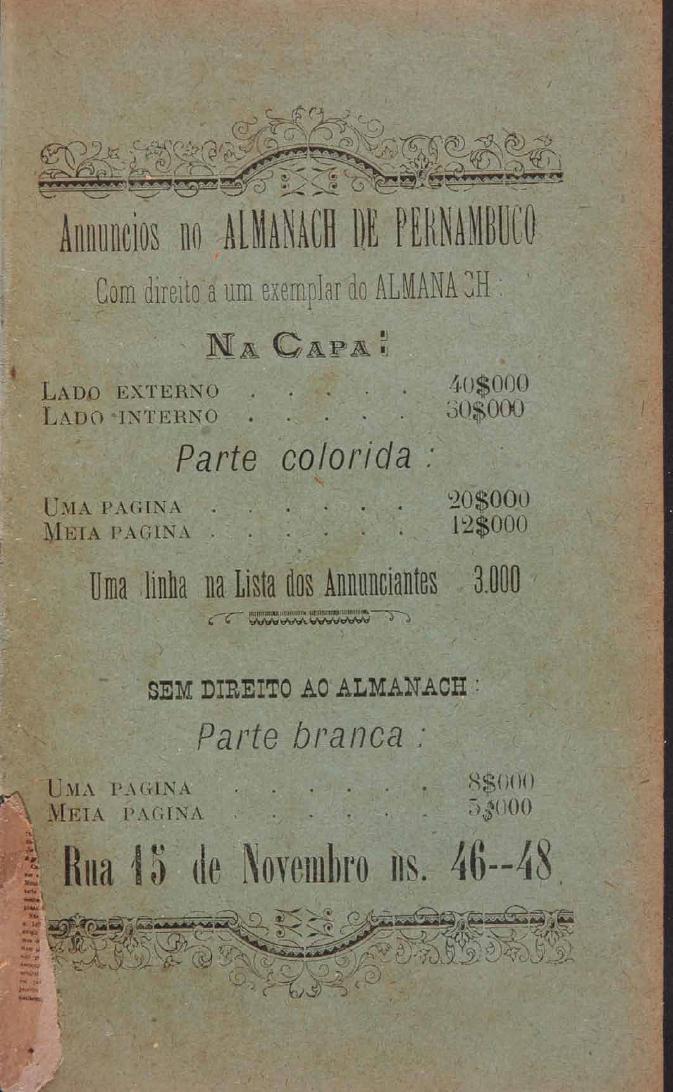 Annuncios no ALMANACH DE PERNAMBUCO
Com direito a um exemplar do ALMANACH :
NA CAPA :
LADO EXTERNO . . . . . 40$000
LADO INTERNO . . . . . 30$000
Parte colorida :
UMA PAGINA . . . . . . 20$000
MEIA PAGINA . . . . . . 12$000
Uma linha na Lista dos Annunciantes 3.000
SEM DIREITO AO ALMANACH :
Parte branca :
UMA PAGINA . . . . . . 8$000
MEIA PAGINA . . . . . . 5$000
Rua 15 de Novembro ns. 46--48.